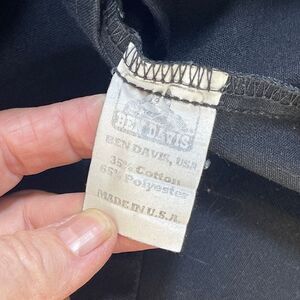 BEN DAVIS
BEN DAVIS, USA
35% Cotton
65% Polyester
MADE IN U.S.A.